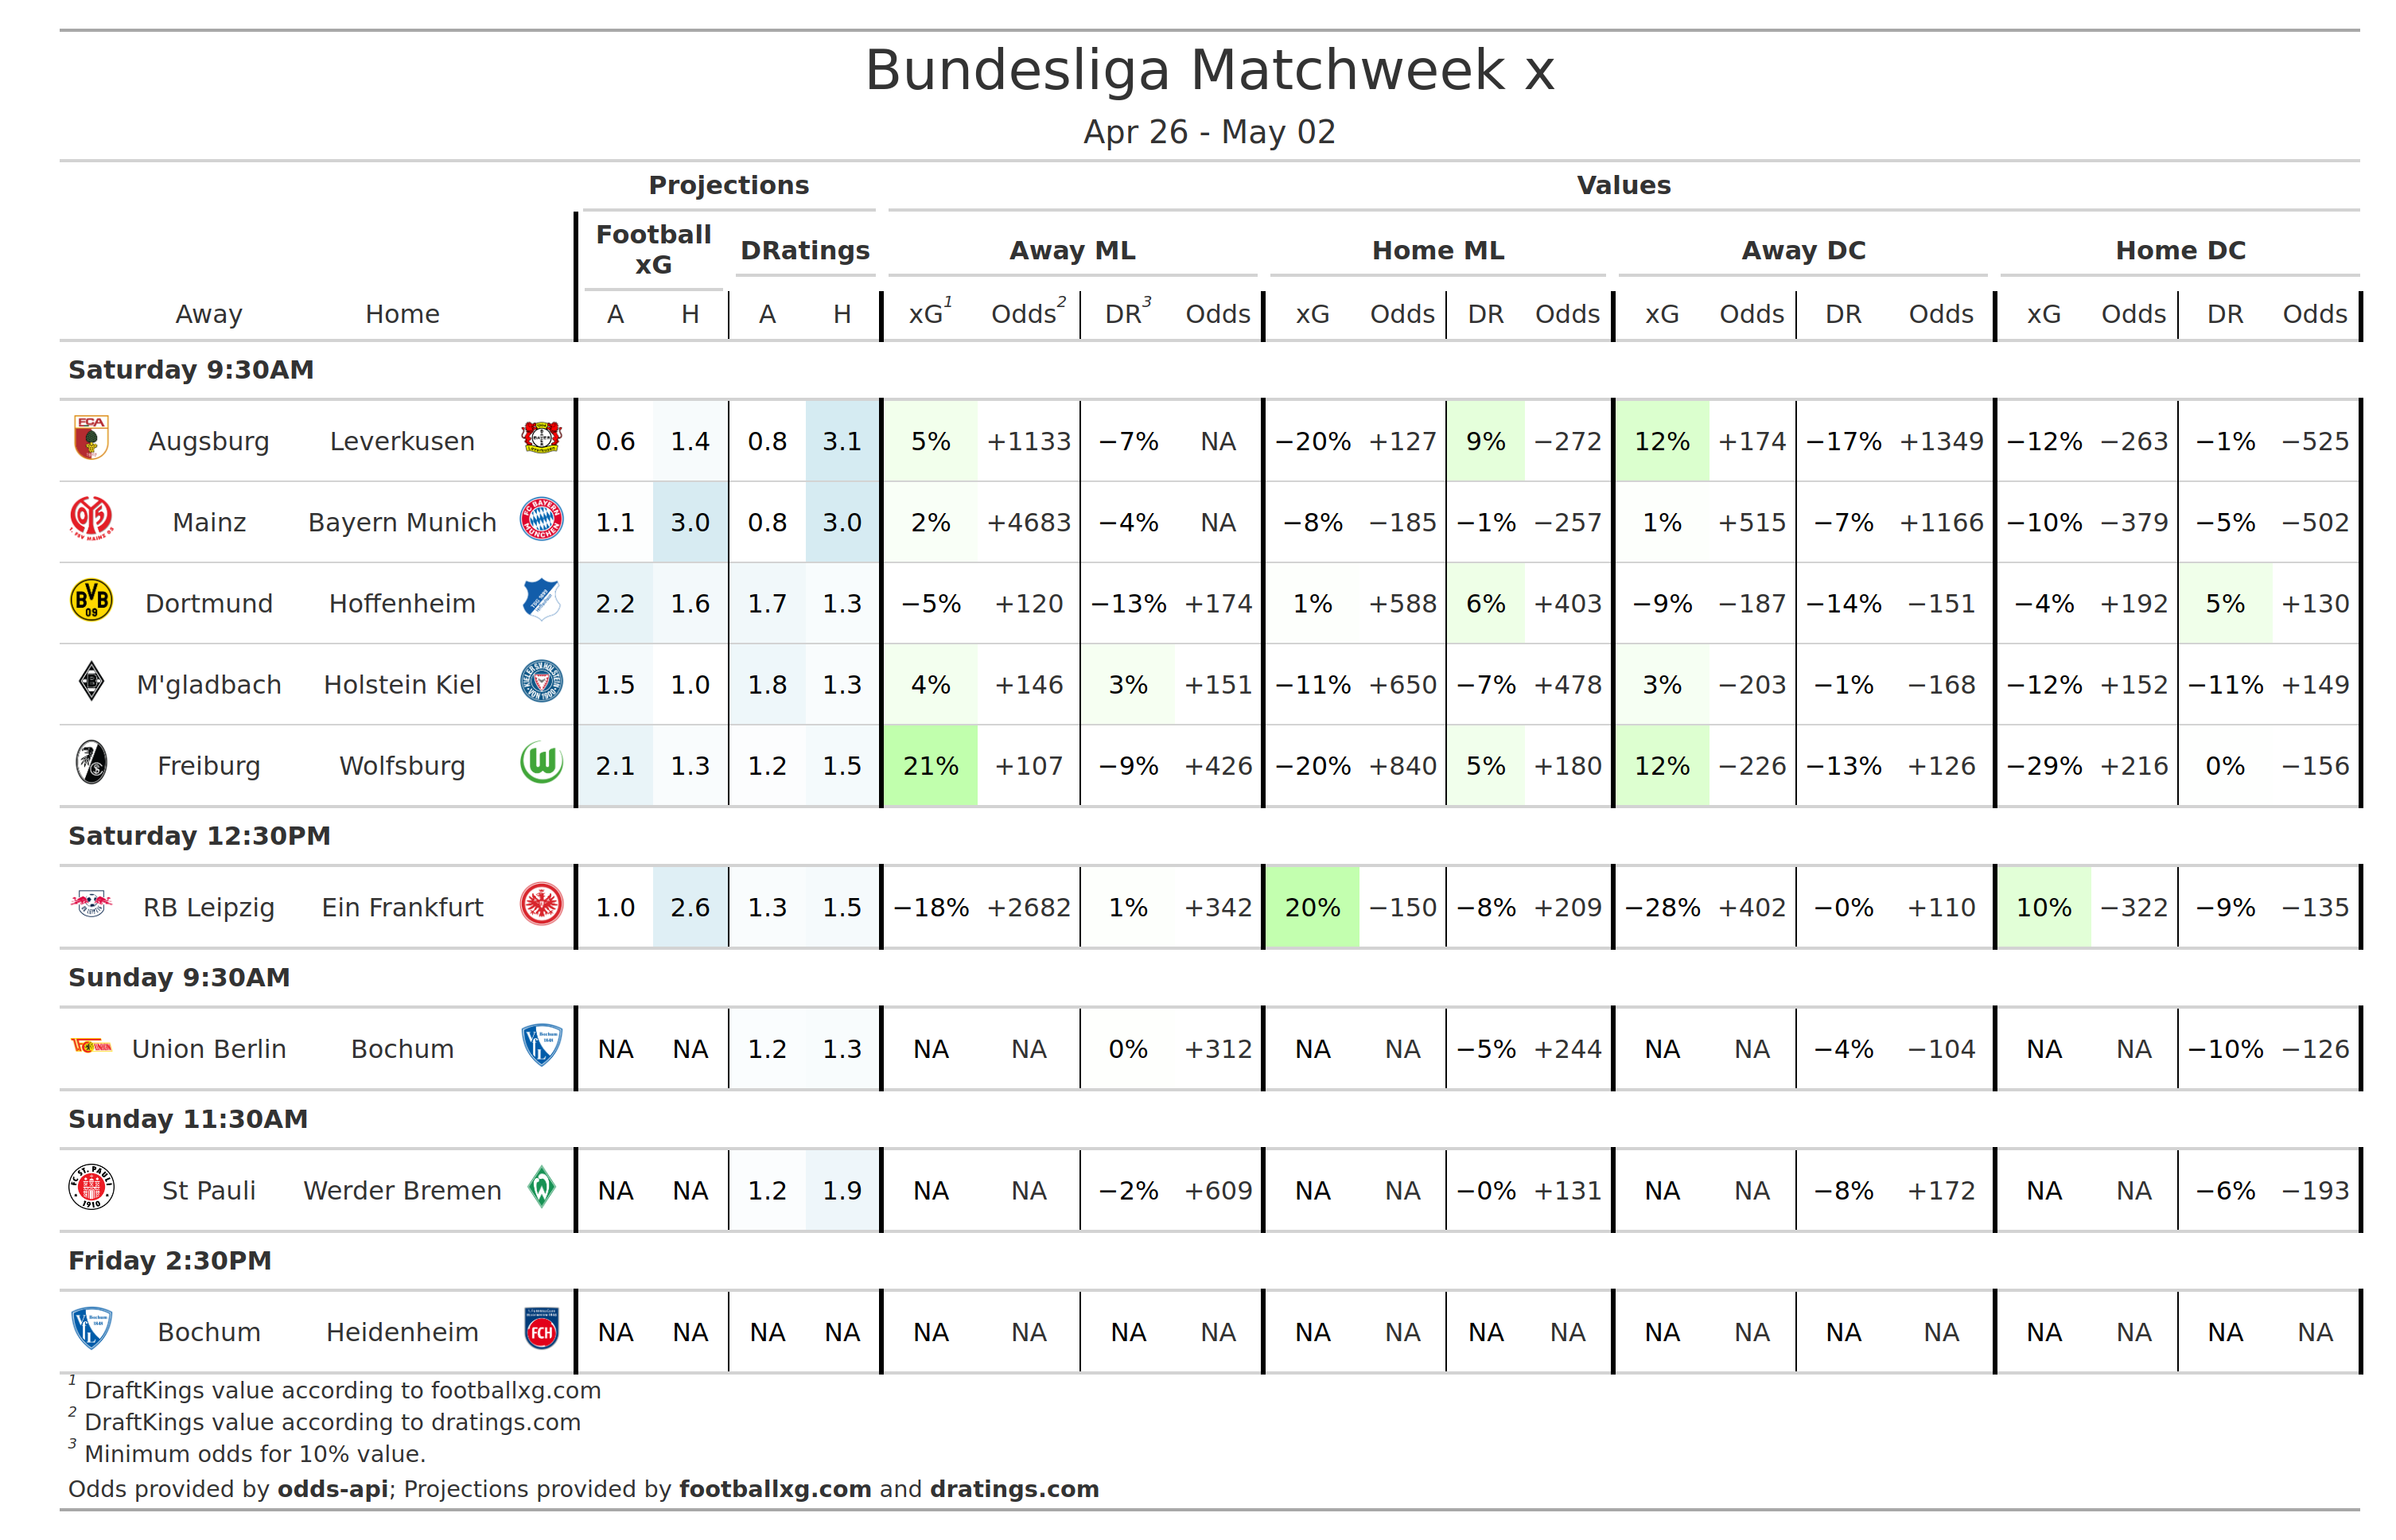 Bundesliga Matchweek x
Apr 26 - May 02
Projections Values
Football xG DRatings Away ML Home ML Away DC Home DC
Away Home A H A H xG1 Odds2 DR3 Odds xG Odds DR Odds xG Odds DR Odds xG Odds DR Odds
Saturday 9:30AM
FCA Augsburg Leverkusen 0.6 1.4 0.8 3.1 5% +1133 −7% NA −20% +127 9% −272 12% +174 −17% +1349 −12% −263 −1% −525
Mainz Bayern Munich 1.1 3.0 0.8 3.0 2% +4683 −4% NA −8% −185 −1% −257 1% +515 −7% +1166 −10% −379 −5% −502
BVB 09 Dortmund Hoffenheim 2.2 1.6 1.7 1.3 −5% +120 −13% +174 1% +588 6% +403 −9% −187 −14% −151 −4% +192 5% +130
M'gladbach Holstein Kiel 1.5 1.0 1.8 1.3 4% +146 3% +151 −11% +650 −7% +478 3% −203 −1% −168 −12% +152 −11% +149
Freiburg Wolfsburg 2.1 1.3 1.2 1.5 21% +107 −9% +426 −20% +840 5% +180 12% −226 −13% +126 −29% +216 0% −156
Saturday 12:30PM
RB Leipzig Ein Frankfurt 1.0 2.6 1.3 1.5 −18% +2682 1% +342 20% −150 −8% +209 −28% +402 −0% +110 10% −322 −9% −135
Sunday 9:30AM
Union Berlin Bochum NA NA 1.2 1.3 NA NA 0% +312 NA NA −5% +244 NA NA −4% −104 NA NA −10% −126
Sunday 11:30AM
FC ST. PAULI 1910 St Pauli Werder Bremen NA NA 1.2 1.9 NA NA −2% +609 NA NA −0% +131 NA NA −8% +172 NA NA −6% −193
Friday 2:30PM
Bochum Heidenheim FCH NA NA NA NA NA NA NA NA NA NA NA NA NA NA NA NA NA NA NA NA
1 DraftKings value according to footballxg.com
2 DraftKings value according to dratings.com
3 Minimum odds for 10% value.
Odds provided by odds-api; Projections provided by footballxg.com and dratings.com